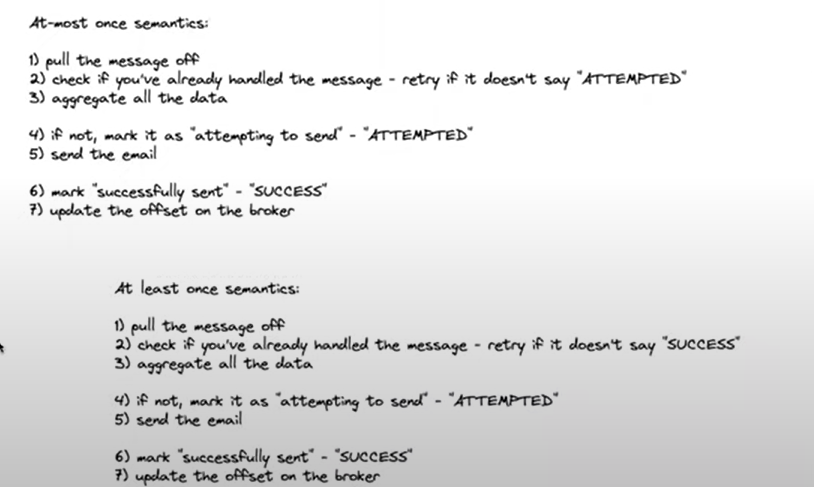 At-most once semantics:
1) pull the message off
2) check if you've already handled the message - retry if it doesn't say "ATTEMPTED"
3) aggregate all the data
4) if not, mark it as "attempting to send" - "ATTEMPTED"
5) send the email
6) mark "successfully sent" - "SUCCESS"
7) update the offset on the broker
At least once semantics:
1) pull the message off
2) check if you've already handled the message - retry if it doesn't say "SUCCESS"
3) aggregate all the data
4) if not, mark it as "attempting to send" - "ATTEMPTED"
5) send the email
6) mark "successfully sent" - "SUCCESS"
7) update the offset on the broker